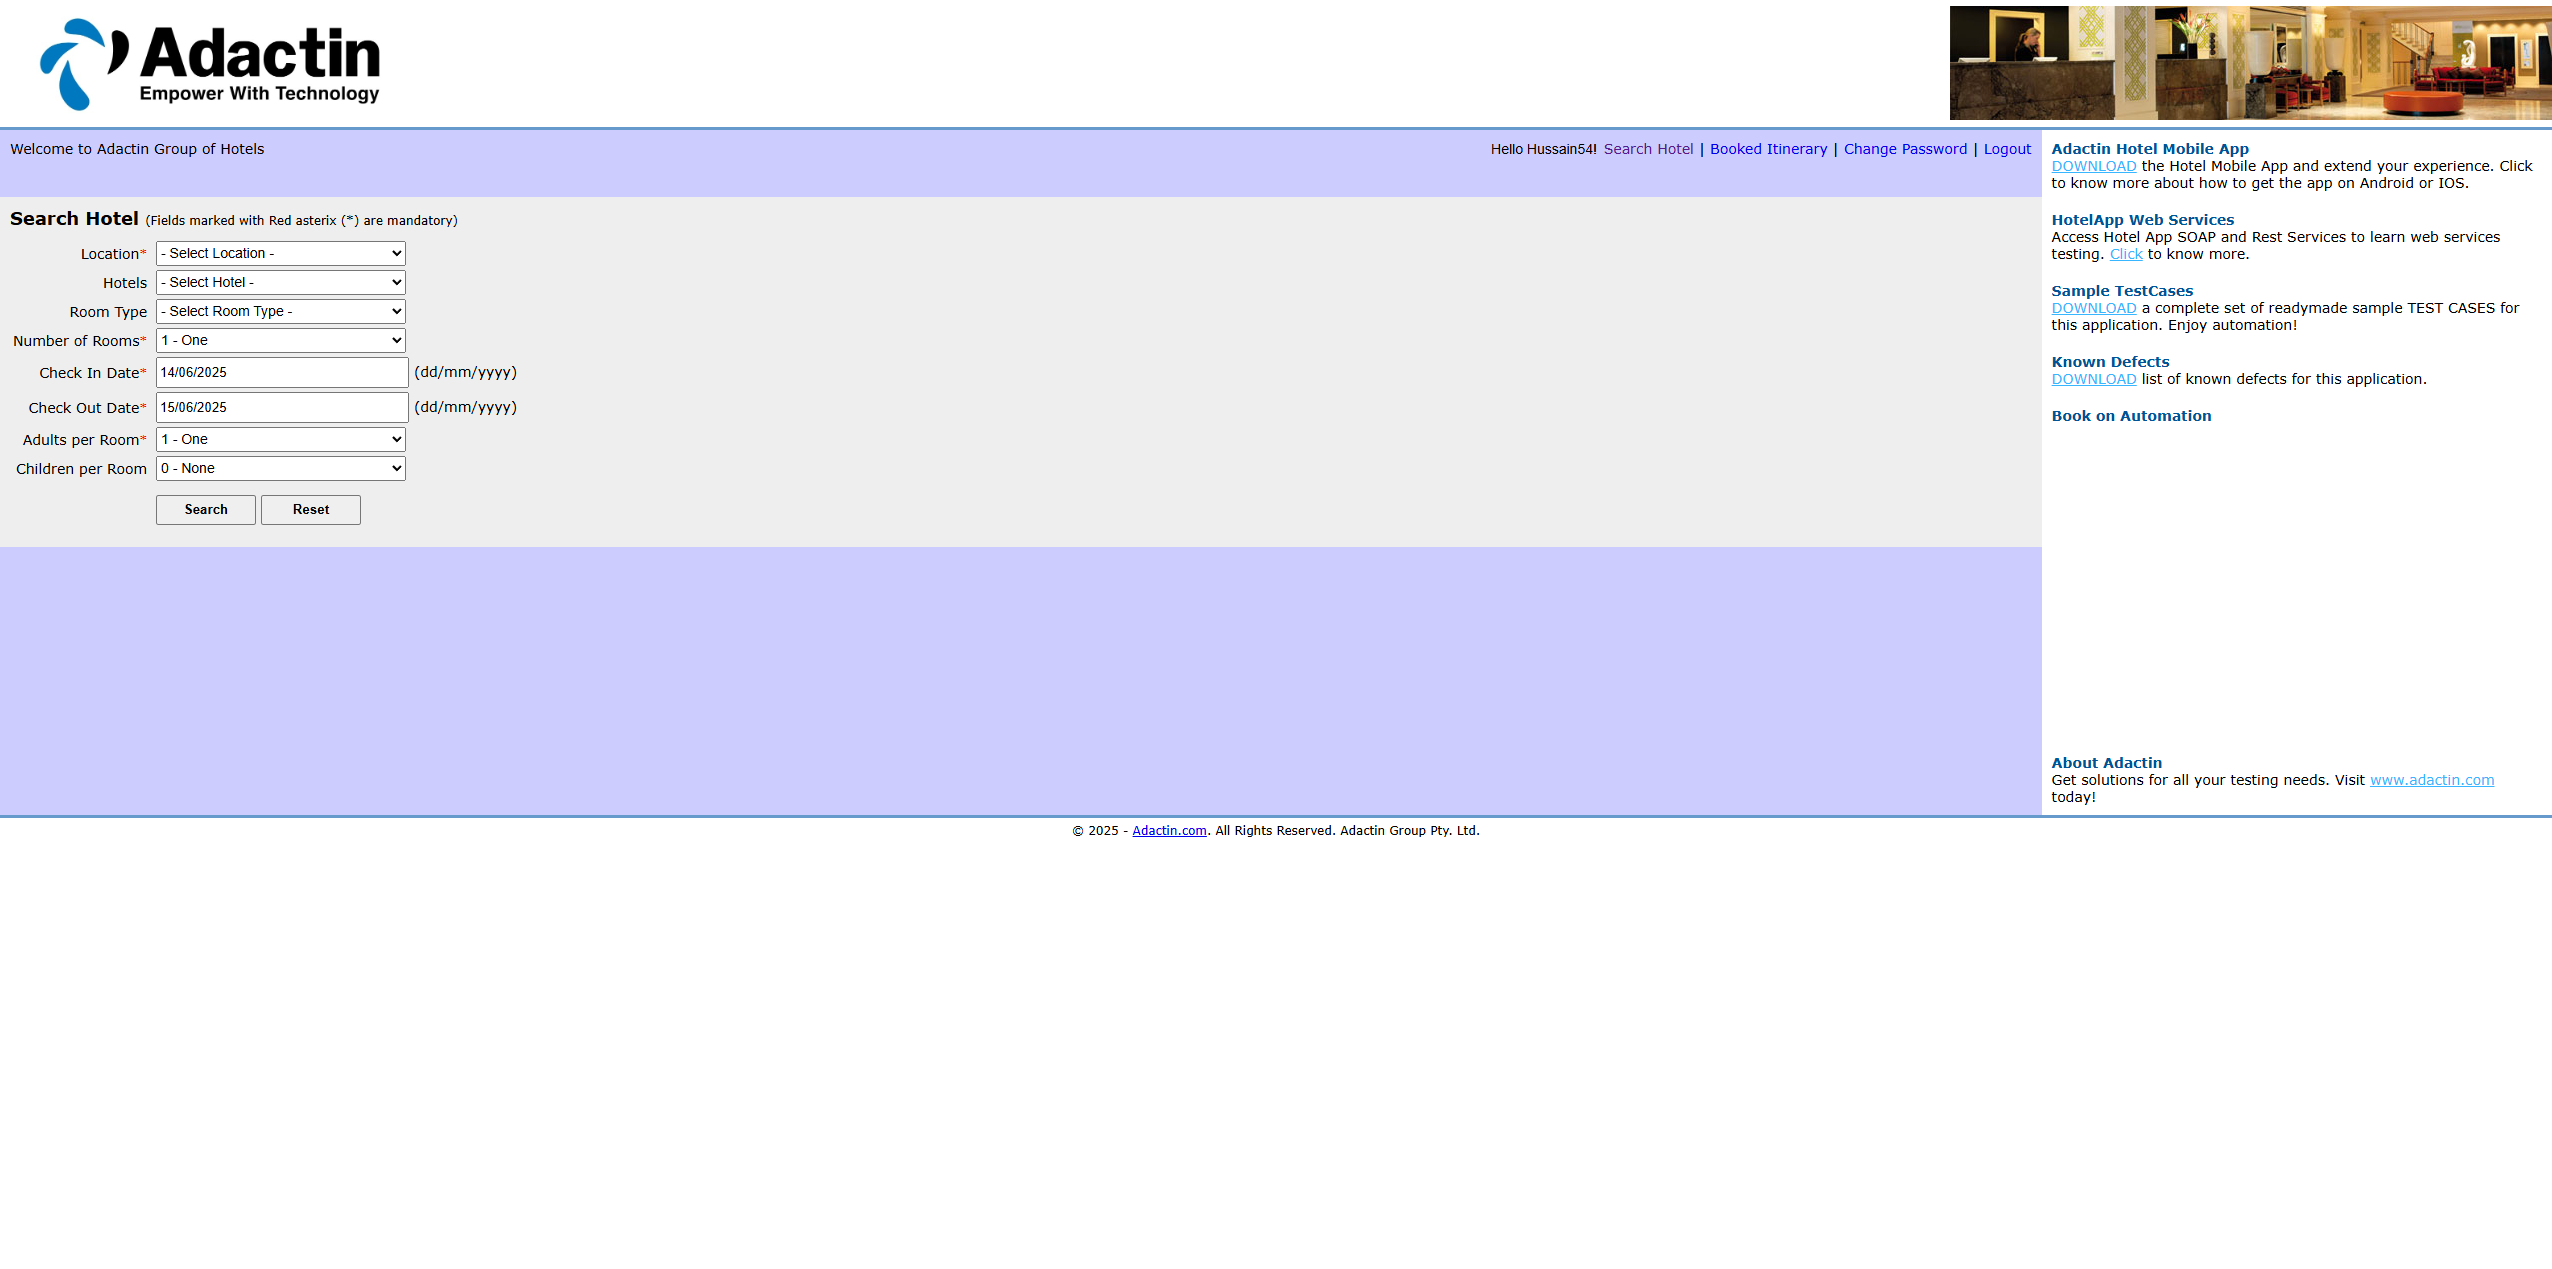 Adactin
Empower With Technology
Welcome to Adactin Group of Hotels
Hello Hussain54! Search Hotel | Booked Itinerary | Change Password | Logout
Search Hotel (Fields marked with Red asterix (*) are mandatory)
Location* - Select Location -
Hotels - Select Hotel -
Room Type - Select Room Type -
Number of Rooms* 1 - One
Check In Date* 14/06/2025 (dd/mm/yyyy)
Check Out Date* 15/06/2025 (dd/mm/yyyy)
Adults per Room* 1 - One
Children per Room 0 - None
Search Reset
Adactin Hotel Mobile App
DOWNLOAD the Hotel Mobile App and extend your experience. Click
to know more about how to get the app on Android or IOS.
HotelApp Web Services
Access Hotel App SOAP and Rest Services to learn web services
testing. Click to know more.
Sample TestCases
DOWNLOAD a complete set of readymade sample TEST CASES for
this application. Enjoy automation!
Known Defects
DOWNLOAD list of known defects for this application.
Book on Automation
About Adactin
Get solutions for all your testing needs. Visit www.adactin.com
today!
© 2025 - Adactin.com. All Rights Reserved. Adactin Group Pty. Ltd.